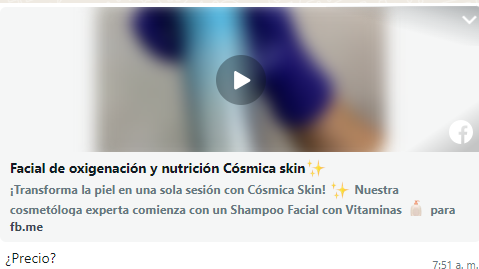 Facial de oxigenación y nutrición Cósmica skin✨
¡Transforma la piel en una sola sesión con Cósmica Skin! ✨ Nuestra
cosmetóloga experta comienza con un Shampoo Facial con Vitaminas 🧴 para
fb.me
¿Precio?
7:51 a. m.